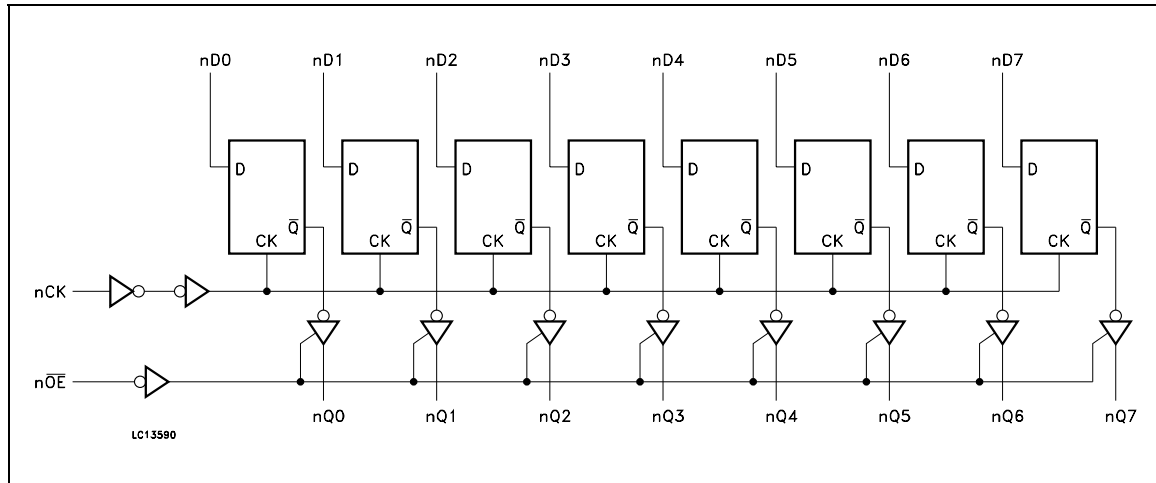 nD0 nD1 nD2 nD3 nD4 nD5 nD6 nD7
D D D D D D D D
Q̅ Q̅ Q̅ Q̅ Q̅ Q̅ Q̅ Q̅
CK CK CK CK CK CK CK CK
nCK
nO̅E̅
nQ0 nQ1 nQ2 nQ3 nQ4 nQ5 nQ6 nQ7
LC13590